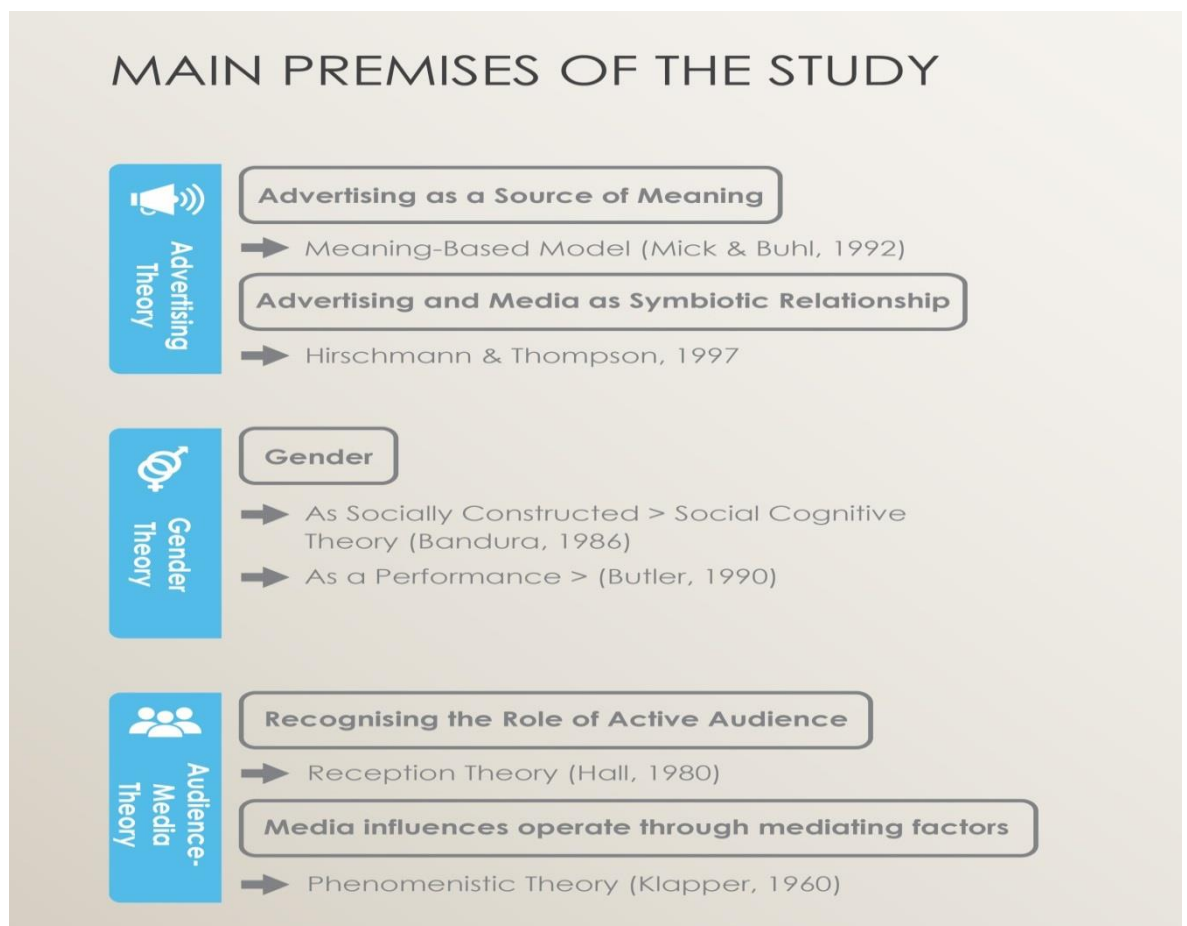 MAIN PREMISES OF THE STUDY
Advertising
Theory
Advertising as a Source of Meaning
Meaning-Based Model (Mick & Buhl, 1992)
Advertising and Media as Symbiotic Relationship
Hirschmann & Thompson, 1997
Gender
Theory
Gender
As Socially Constructed > Social Cognitive
Theory (Bandura, 1986)
As a Performance > (Butler, 1990)
Audience-
Media
Theory
Recognising the Role of Active Audience
Reception Theory (Hall, 1980)
Media influences operate through mediating factors
Phenomenistic Theory (Klapper, 1960)